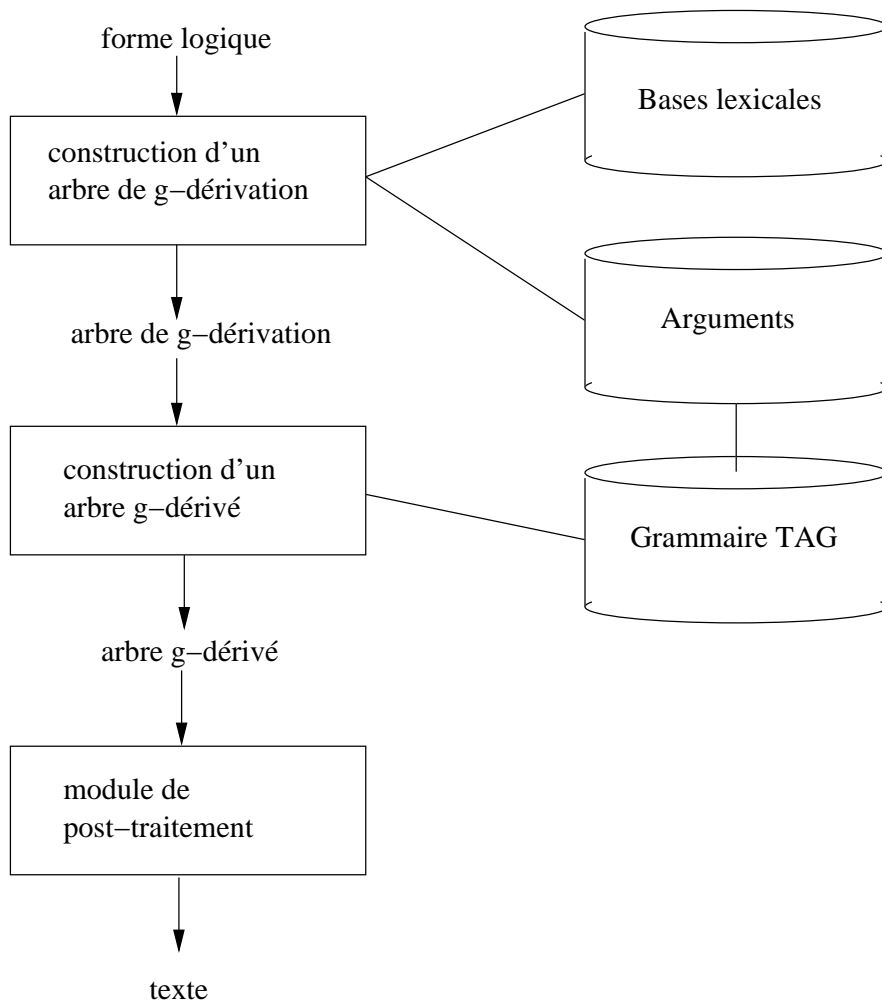 forme logique
Bases lexicales
construction d'un
arbre de g−dérivation
Arguments
arbre de g−dérivation
construction d'un
arbre g−dérivé
Grammaire TAG
arbre g−dérivé
module de
post−traitement
texte